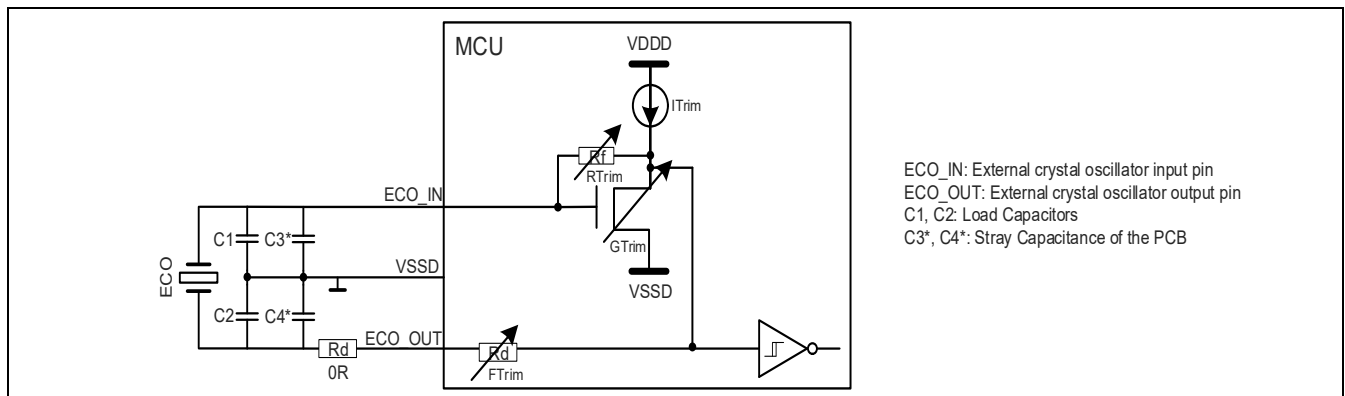 MCU
VDDD
ITrim
Rf
RTrim
ECO_IN
GTrim
C1 C3*
VSSD
VSSD
ECO
C2 C4*
ECO_OUT
Rd
0R
Rd
FTrim
ECO_IN: External crystal oscillator input pin
ECO_OUT: External crystal oscillator output pin
C1, C2: Load Capacitors
C3*, C4*: Stray Capacitance of the PCB